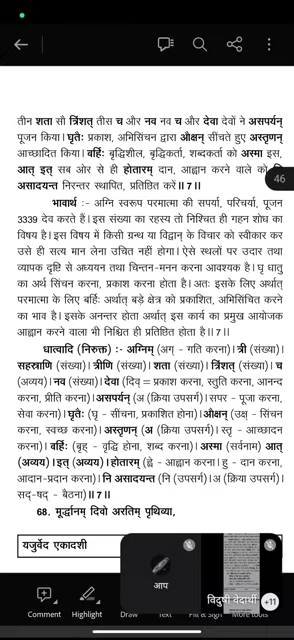 तीन शता सौ त्रिंशत् तीस च और नव नव च और देवा देवों ने असपर्यन्
पूजन किया। घृतैः प्रकाश, अभिसिंचन द्वारा औक्षन् सींचते हुए अस्तृणन्
आच्छादित किया। वर्हिः बृद्धिशील, बृद्धिकर्ता, शब्दकर्ता को अस्मा इस,
आत् इत् सब ओर से ही होतारम् दान, आह्वान करने वाले को
असादयन्त निरन्तर स्थापित, प्रतिष्ठित करें॥7॥
46
भावार्थ :- अग्नि स्वरूप परमात्मा की सपर्या, परिचर्या, पूजन
3339 देव करते हैं। इस संख्या का रहस्य तो निश्चित ही गहन शोध का
विषय है। इस विषय में किसी ग्रन्थ या विद्वान् के विचार को स्वीकार कर
उसे ही सत्य मान लेना उचित नहीं होगा। ऐसे स्थलों पर उदार तथा
व्यापक दृष्टि से अध्ययन तथा चिन्तन-मनन करना आवश्यक है। घृ धातु
का अर्थ सिंचन करना, प्रकाश करना होता है। अतः इसके लिए अर्थात्
परमात्मा के लिए बर्हिः अर्थात् बड़े क्षेत्र को प्रकाशित, अभिसिंचित करने
का भाव है। इसके अनन्तर होता अर्थात् इस कार्य का प्रमुख आयोजक
आह्वान करने वाला भी निश्चित ही प्रतिष्ठित होता है॥7॥
धात्वादि (निरुक्त) :- अग्निम् (अग् - गति करना)। त्री (संख्या)।
सहस्राणि (संख्या)। त्रीणि (संख्या)। शता (संख्या)। त्रिंशत् (संख्या)। च
(अव्यय)। नव (संख्या)। देवा (दिव् = प्रकाश करना, स्तुति करना, आनन्द
करना, प्रीति करना)। असपर्यन् (अ (क्रिया उपसर्ग)। सपर - पूजा करना,
सेवा करना)। घृतैः (घृ - सींचना, प्रकाशित होना)। औक्षन् (उक्ष् - सिंचन
करना, स्वच्छ करना)। अस्तृणन् (अ (क्रिया उपसर्ग)। स्तृ - आच्छादन
करना)। वर्हिः (बृह् - वृद्धि होना, शब्द करना)। अस्मा (सर्वनाम) आत्
(अव्यय)। इत् (अव्यय)। होतारम् (ह्वे - आह्वान करना। हु - दान करना,
आदान-प्रदान करना)। नि असादयन्त (नि (उपसर्ग)।अ (क्रिया उपसर्ग)।
सद्-षद् - बैठना)॥7॥
68. मूर्द्धानम् दिवो अरतिम् पृथिव्या,
यजुर्वेद एकादशी
आप
विदुषी वेदार्या
+11
Comment Highlight Draw Text Fill & Sign More tools